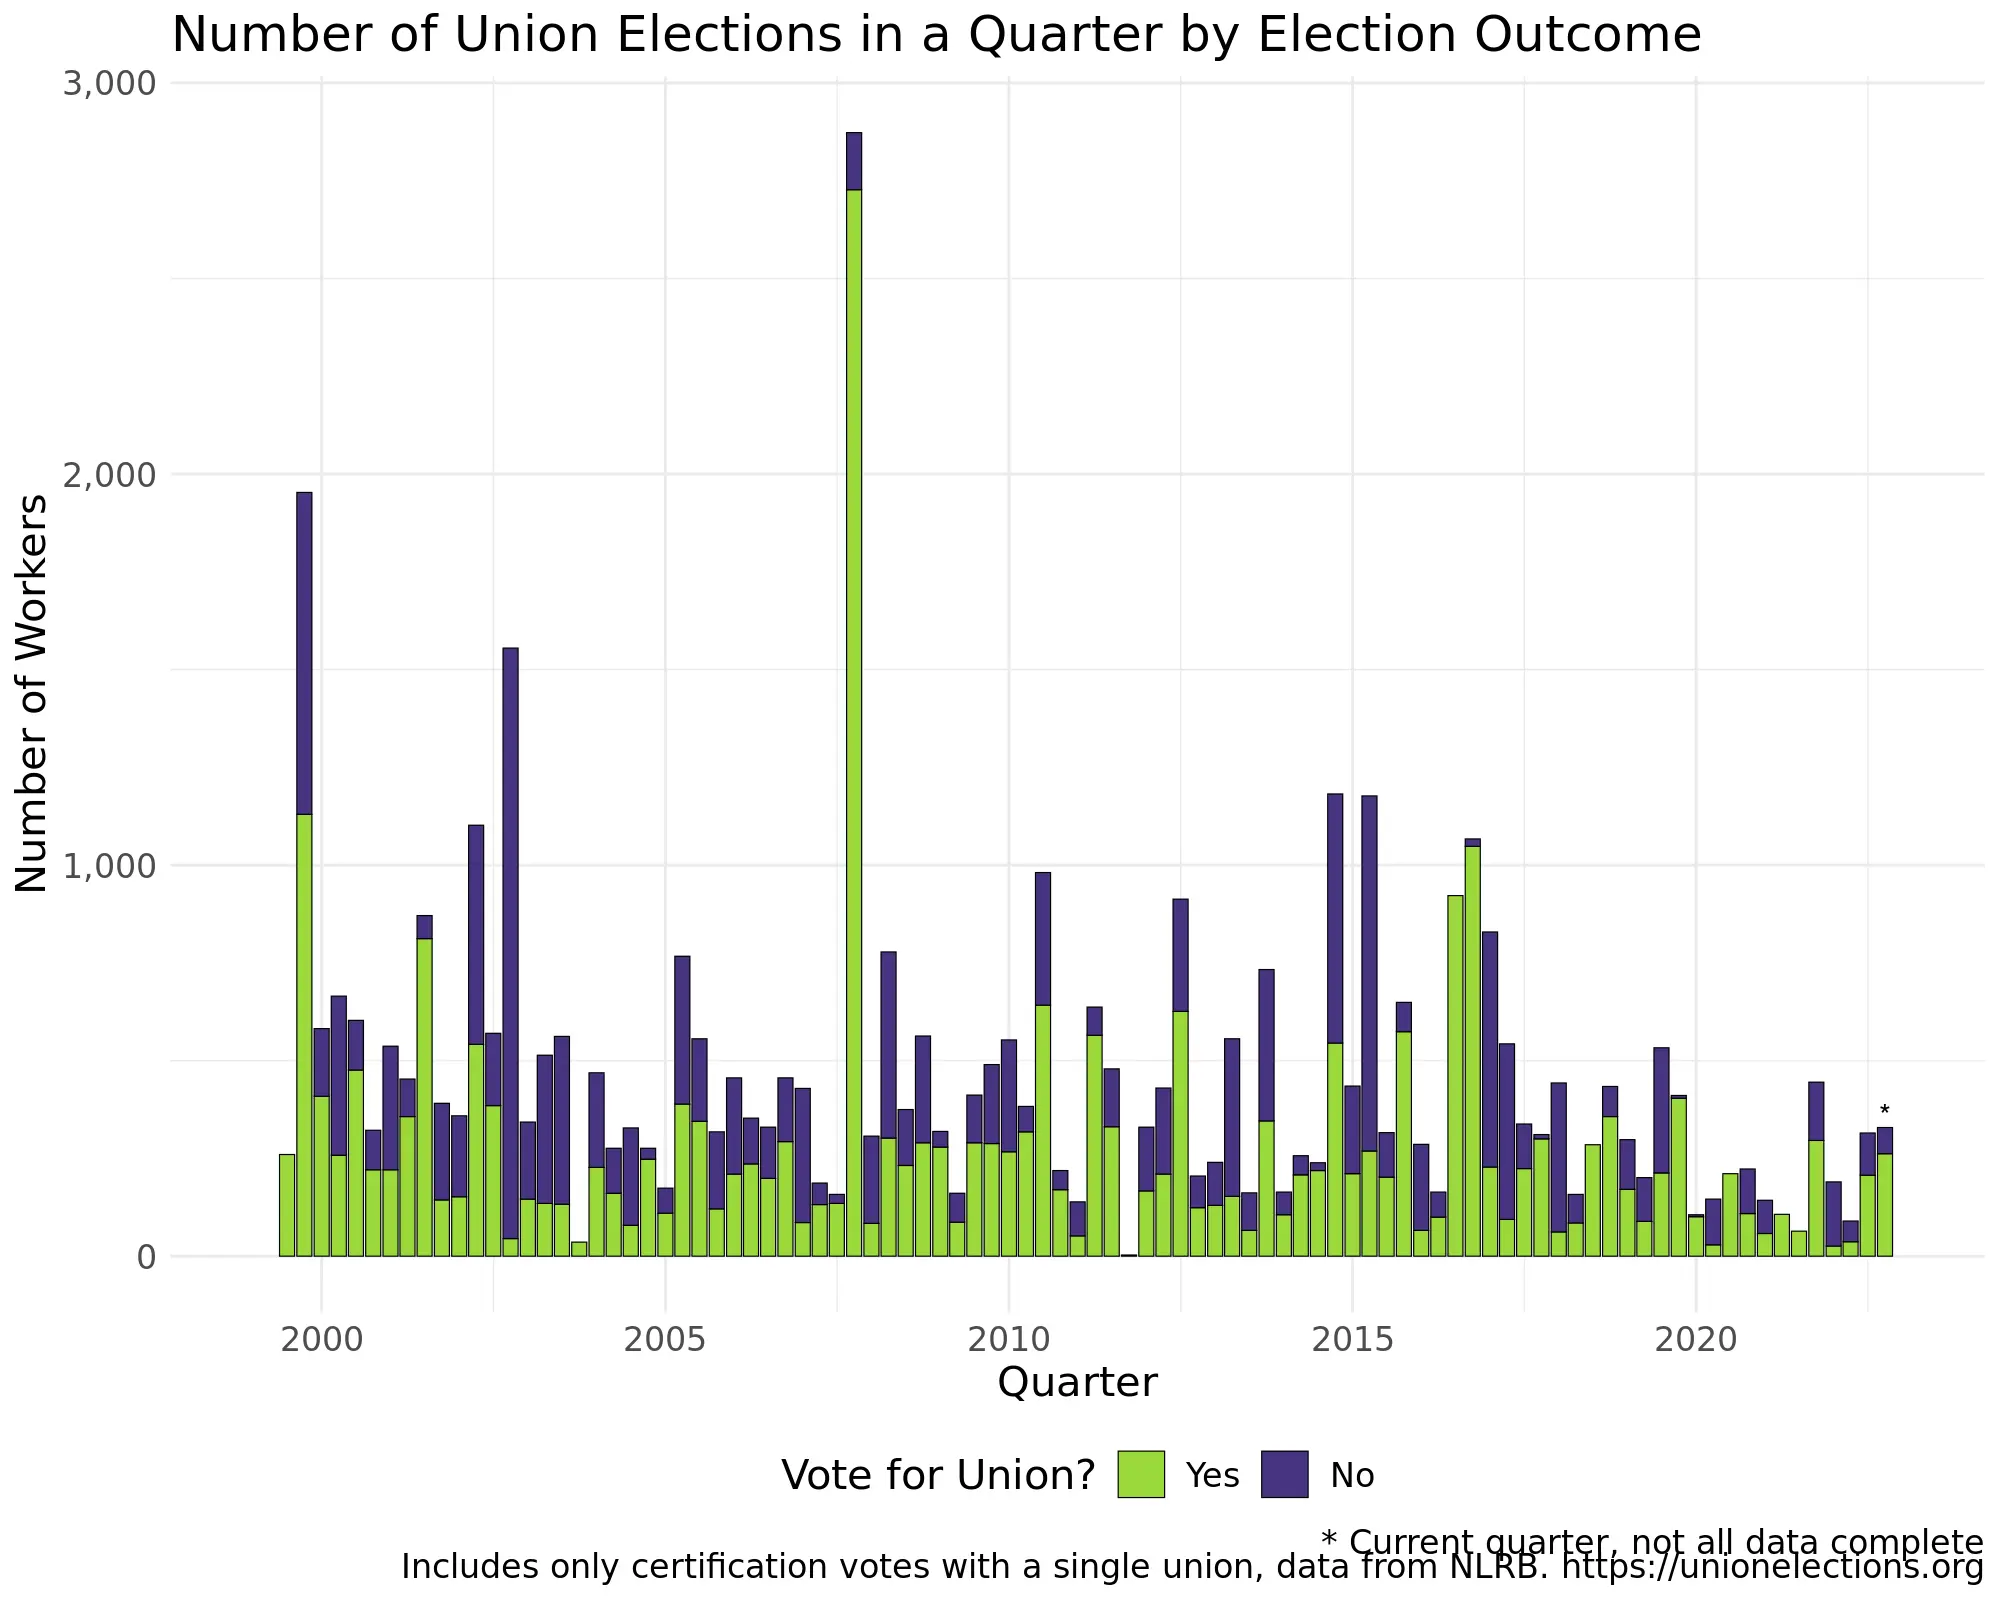 Number of Union Elections in a Quarter by Election Outcome
3,000
2,000
1,000
0
Number of Workers
*
2000 2005 2010 2015 2020
Quarter
Vote for Union? Yes No
* Current quarter, not all data complete
Includes only certification votes with a single union, data from NLRB. https://unionelections.org